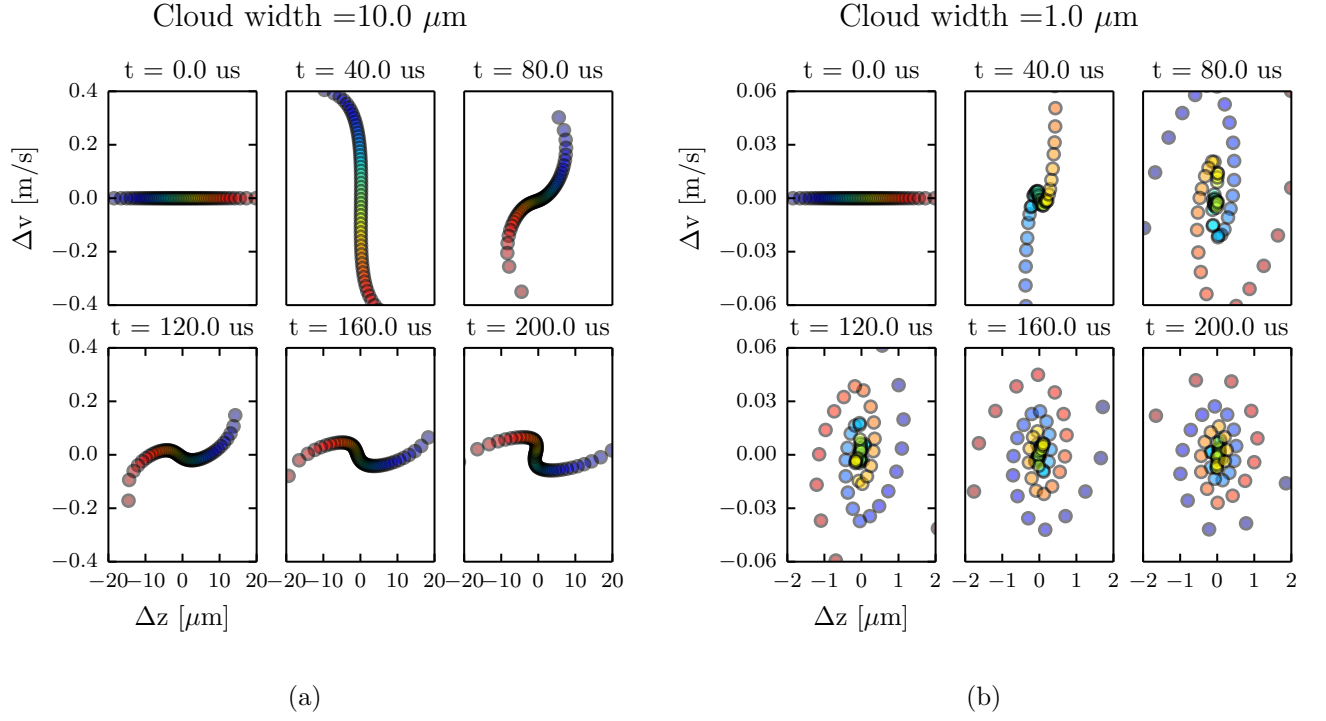 Cloud width =10.0 μm
t = 0.0 us
t = 40.0 us
t = 80.0 us
0.4
0.2
0.0
−0.2
−0.4
Δv [m/s]
t = 120.0 us
t = 160.0 us
t = 200.0 us
0.4
0.2
0.0
−0.2
−0.4
−20 −10 0 10 20
−20 −10 0 10 20
−20 −10 0 10 20
Δz [μm]
(a)
Cloud width =1.0 μm
t = 0.0 us
t = 40.0 us
t = 80.0 us
0.06
0.03
0.00
−0.03
−0.06
Δv [m/s]
t = 120.0 us
t = 160.0 us
t = 200.0 us
0.06
0.03
0.00
−0.03
−0.06
−2 −1 0 1 2
−2 −1 0 1 2
−2 −1 0 1 2
Δz [μm]
(b)